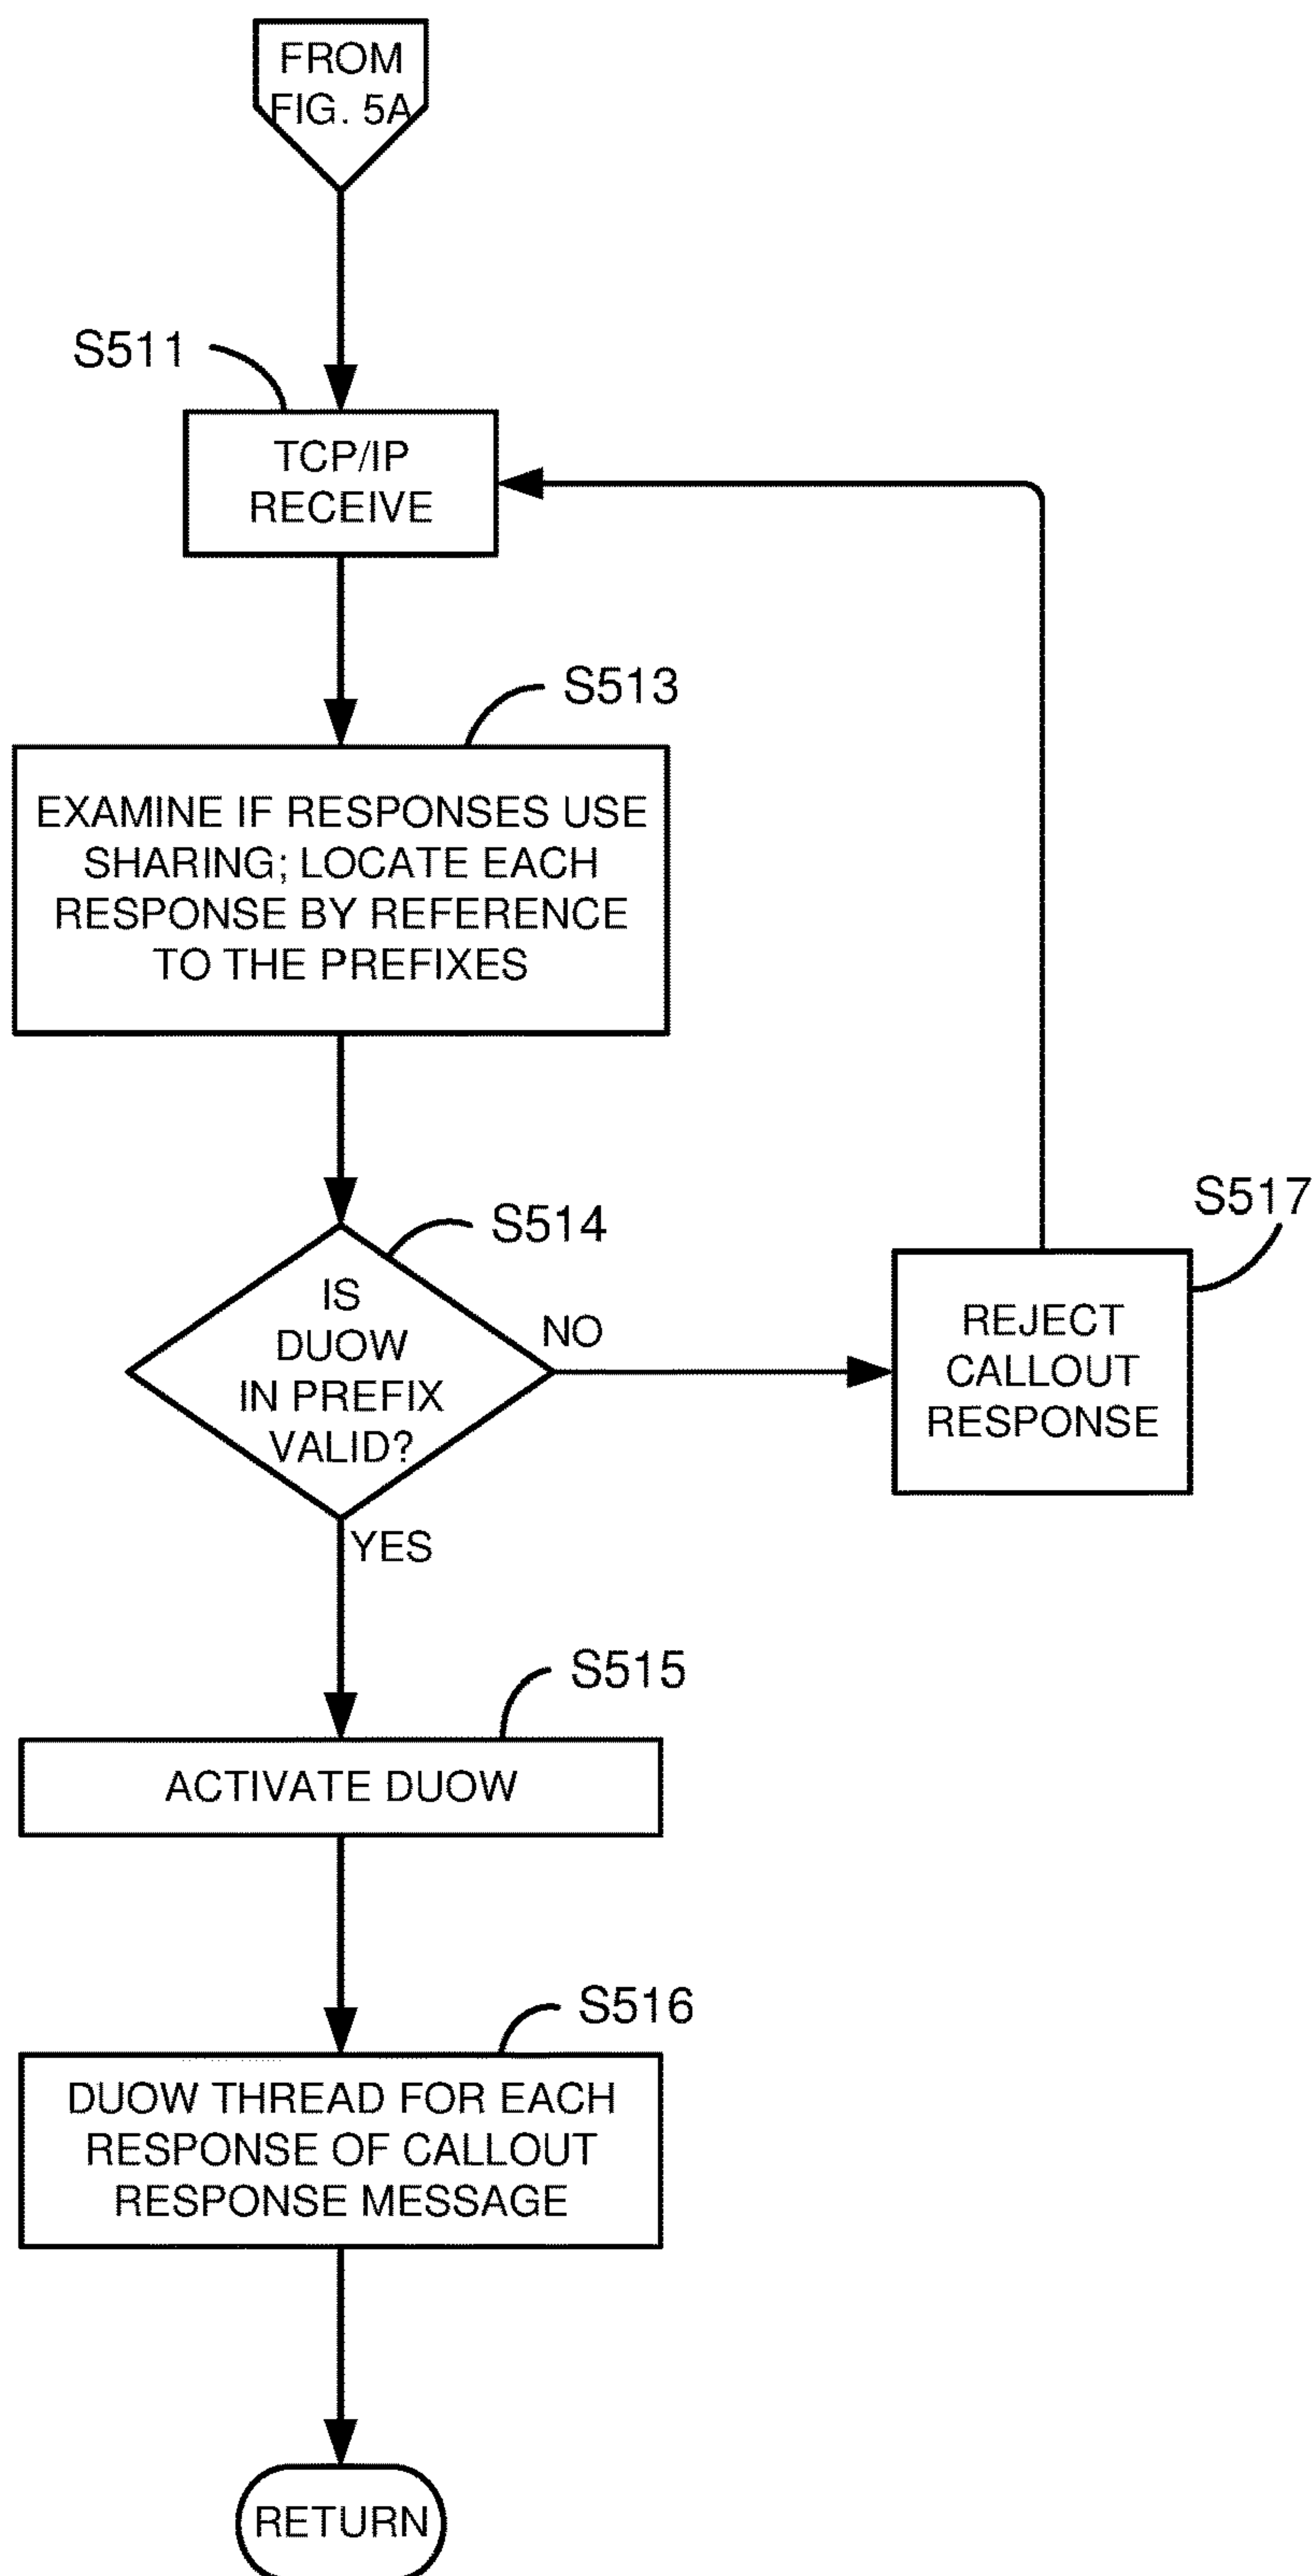 FROM
FIG. 5A
S511
TCP/IP
RECEIVE
S513
EXAMINE IF RESPONSES USE
SHARING; LOCATE EACH
RESPONSE BY REFERENCE
TO THE PREFIXES
S514
IS
DUOW
IN PREFIX
VALID?
NO
S517
REJECT
CALLOUT
RESPONSE
YES
S515
ACTIVATE DUOW
S516
DUOW THREAD FOR EACH
RESPONSE OF CALLOUT
RESPONSE MESSAGE
RETURN